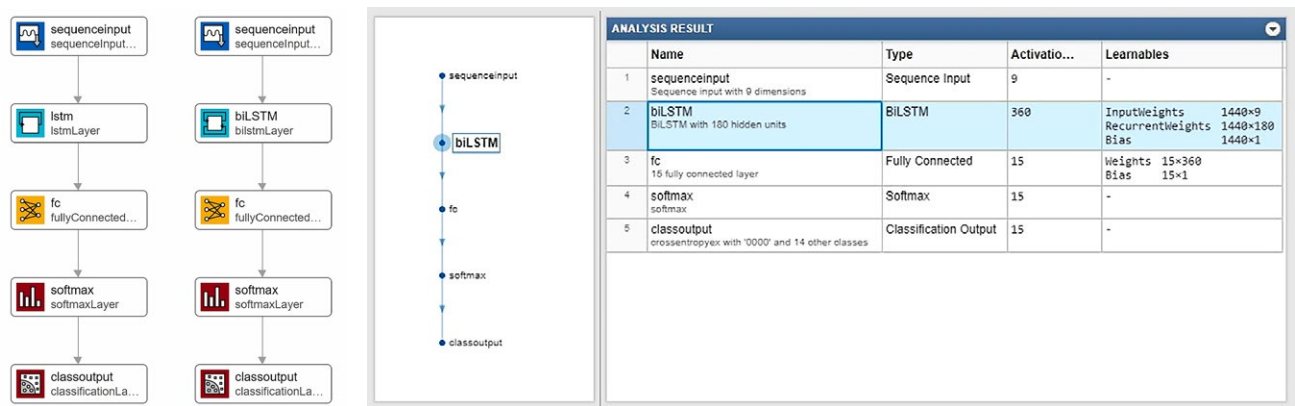 sequenceinput
sequenceInput...
lstm
lstmLayer
fc
fullyConnected...
softmax
softmaxLayer
classoutput
classificationLa...
sequenceinput
sequenceInput...
biLSTM
bilstmLayer
fc
fullyConnected...
softmax
softmaxLayer
classoutput
classificationLa...
sequenceinput
biLSTM
fc
softmax
classoutput
ANALYSIS RESULT
Name Type Activatio... Learnables
1 sequenceinput Sequence Input 9 -
Sequence input with 9 dimensions
2 biLSTM BiLSTM 360 InputWeights 1440×9
BiLSTM with 180 hidden units RecurrentWeights 1440×180
Bias 1440×1
3 fc Fully Connected 15 Weights 15×360
15 fully connected layer Bias 15×1
4 softmax Softmax 15 -
softmax
5 classoutput Classification Output 15 -
crossentropyex with '0000' and 14 other classes